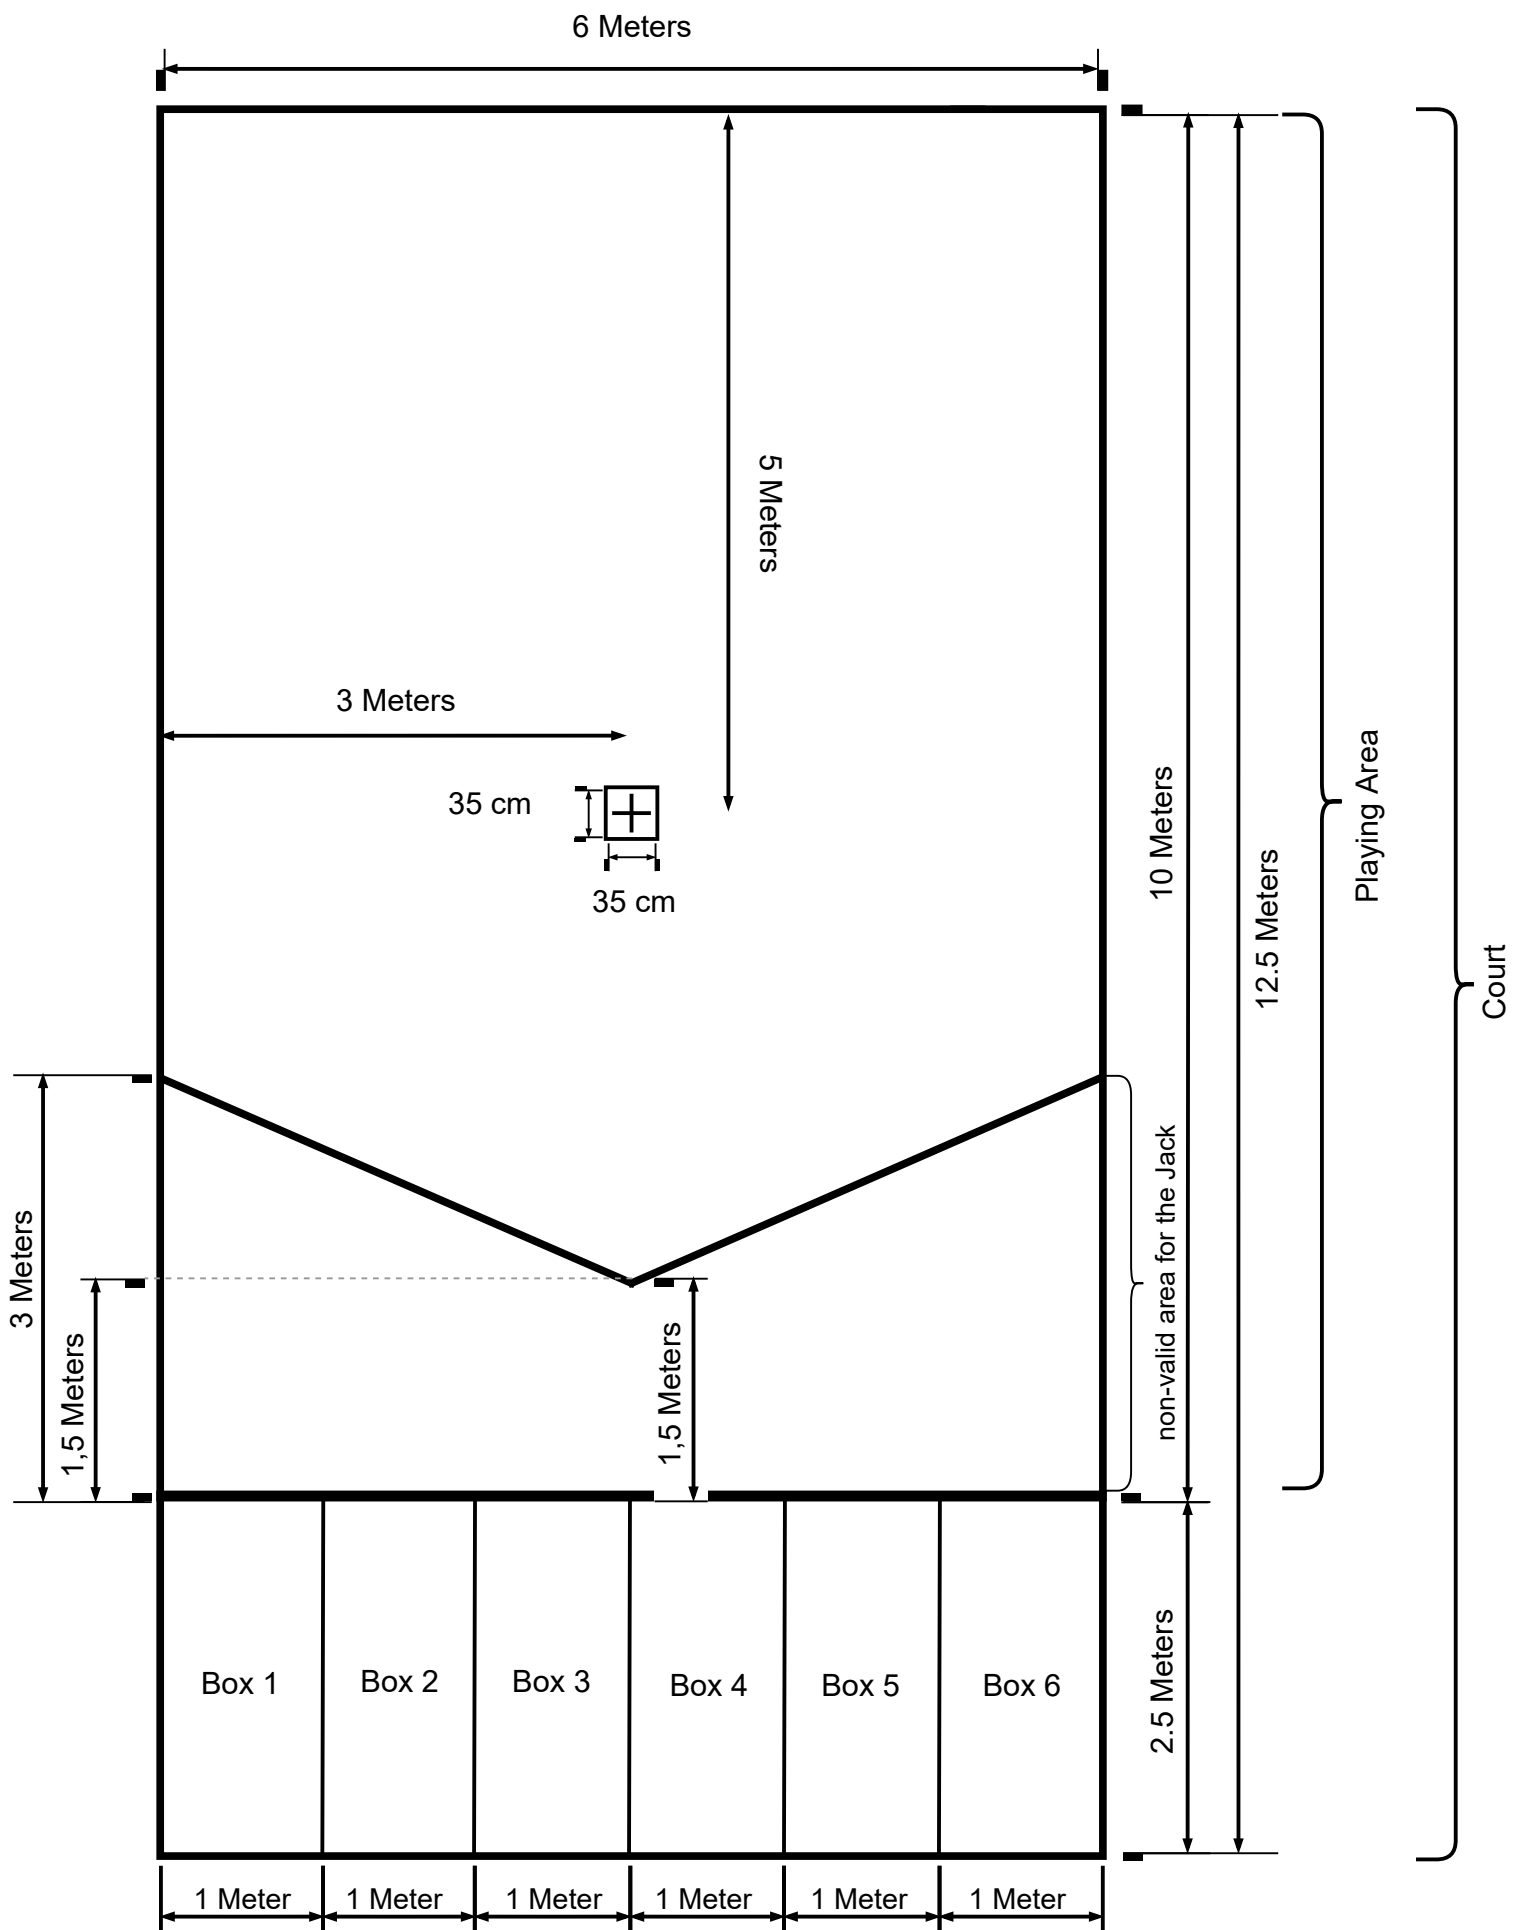 6 Meters
5 Meters
3 Meters
35 cm
35 cm
10 Meters
12.5 Meters
Playing Area
Court
3 Meters
1,5 Meters
1,5 Meters
non-valid area for the Jack
Box 1
Box 2
Box 3
Box 4
Box 5
Box 6
2.5 Meters
1 Meter
1 Meter
1 Meter
1 Meter
1 Meter
1 Meter